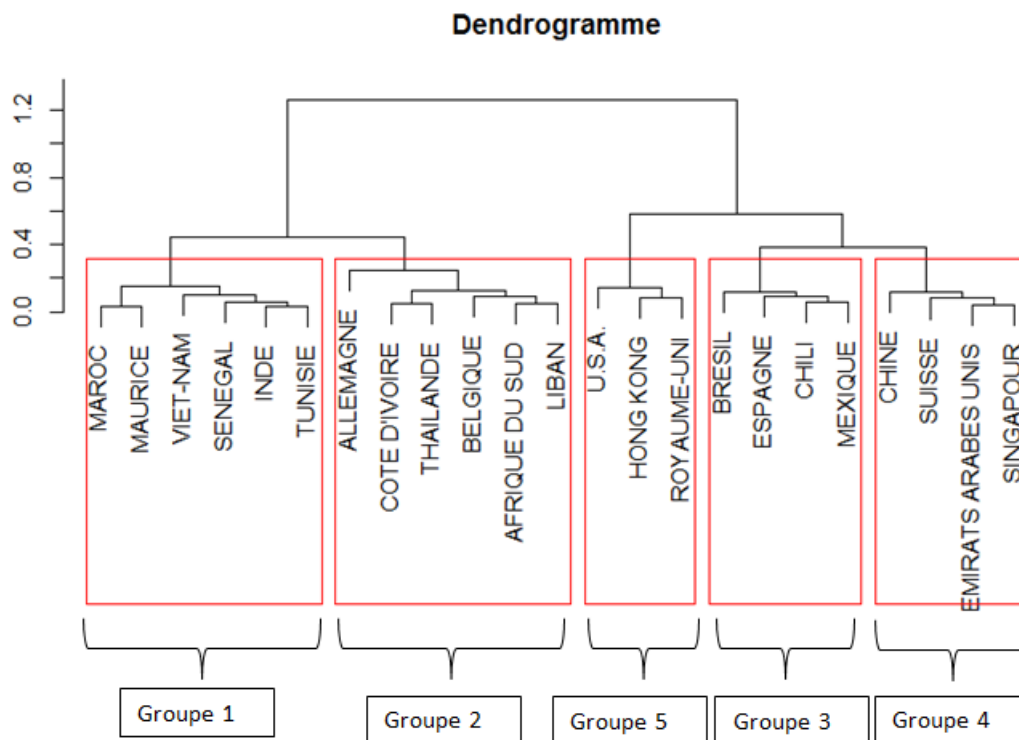 Dendrogramme
1.2
0.8
0.4
0.0
MAROC
MAURICE
VIET-NAM
SENEGAL
INDE
TUNISIE
ALLEMAGNE
COTE D'IVOIRE
THAILANDE
BELGIQUE
AFRIQUE DU SUD
LIBAN
U.S.A.
HONG KONG
ROYAUME-UNI
BRESIL
ESPAGNE
CHILI
MEXIQUE
CHINE
SUISSE
EMIRATS ARABES UNIS
SINGAPOUR
Groupe 1
Groupe 2
Groupe 5
Groupe 3
Groupe 4